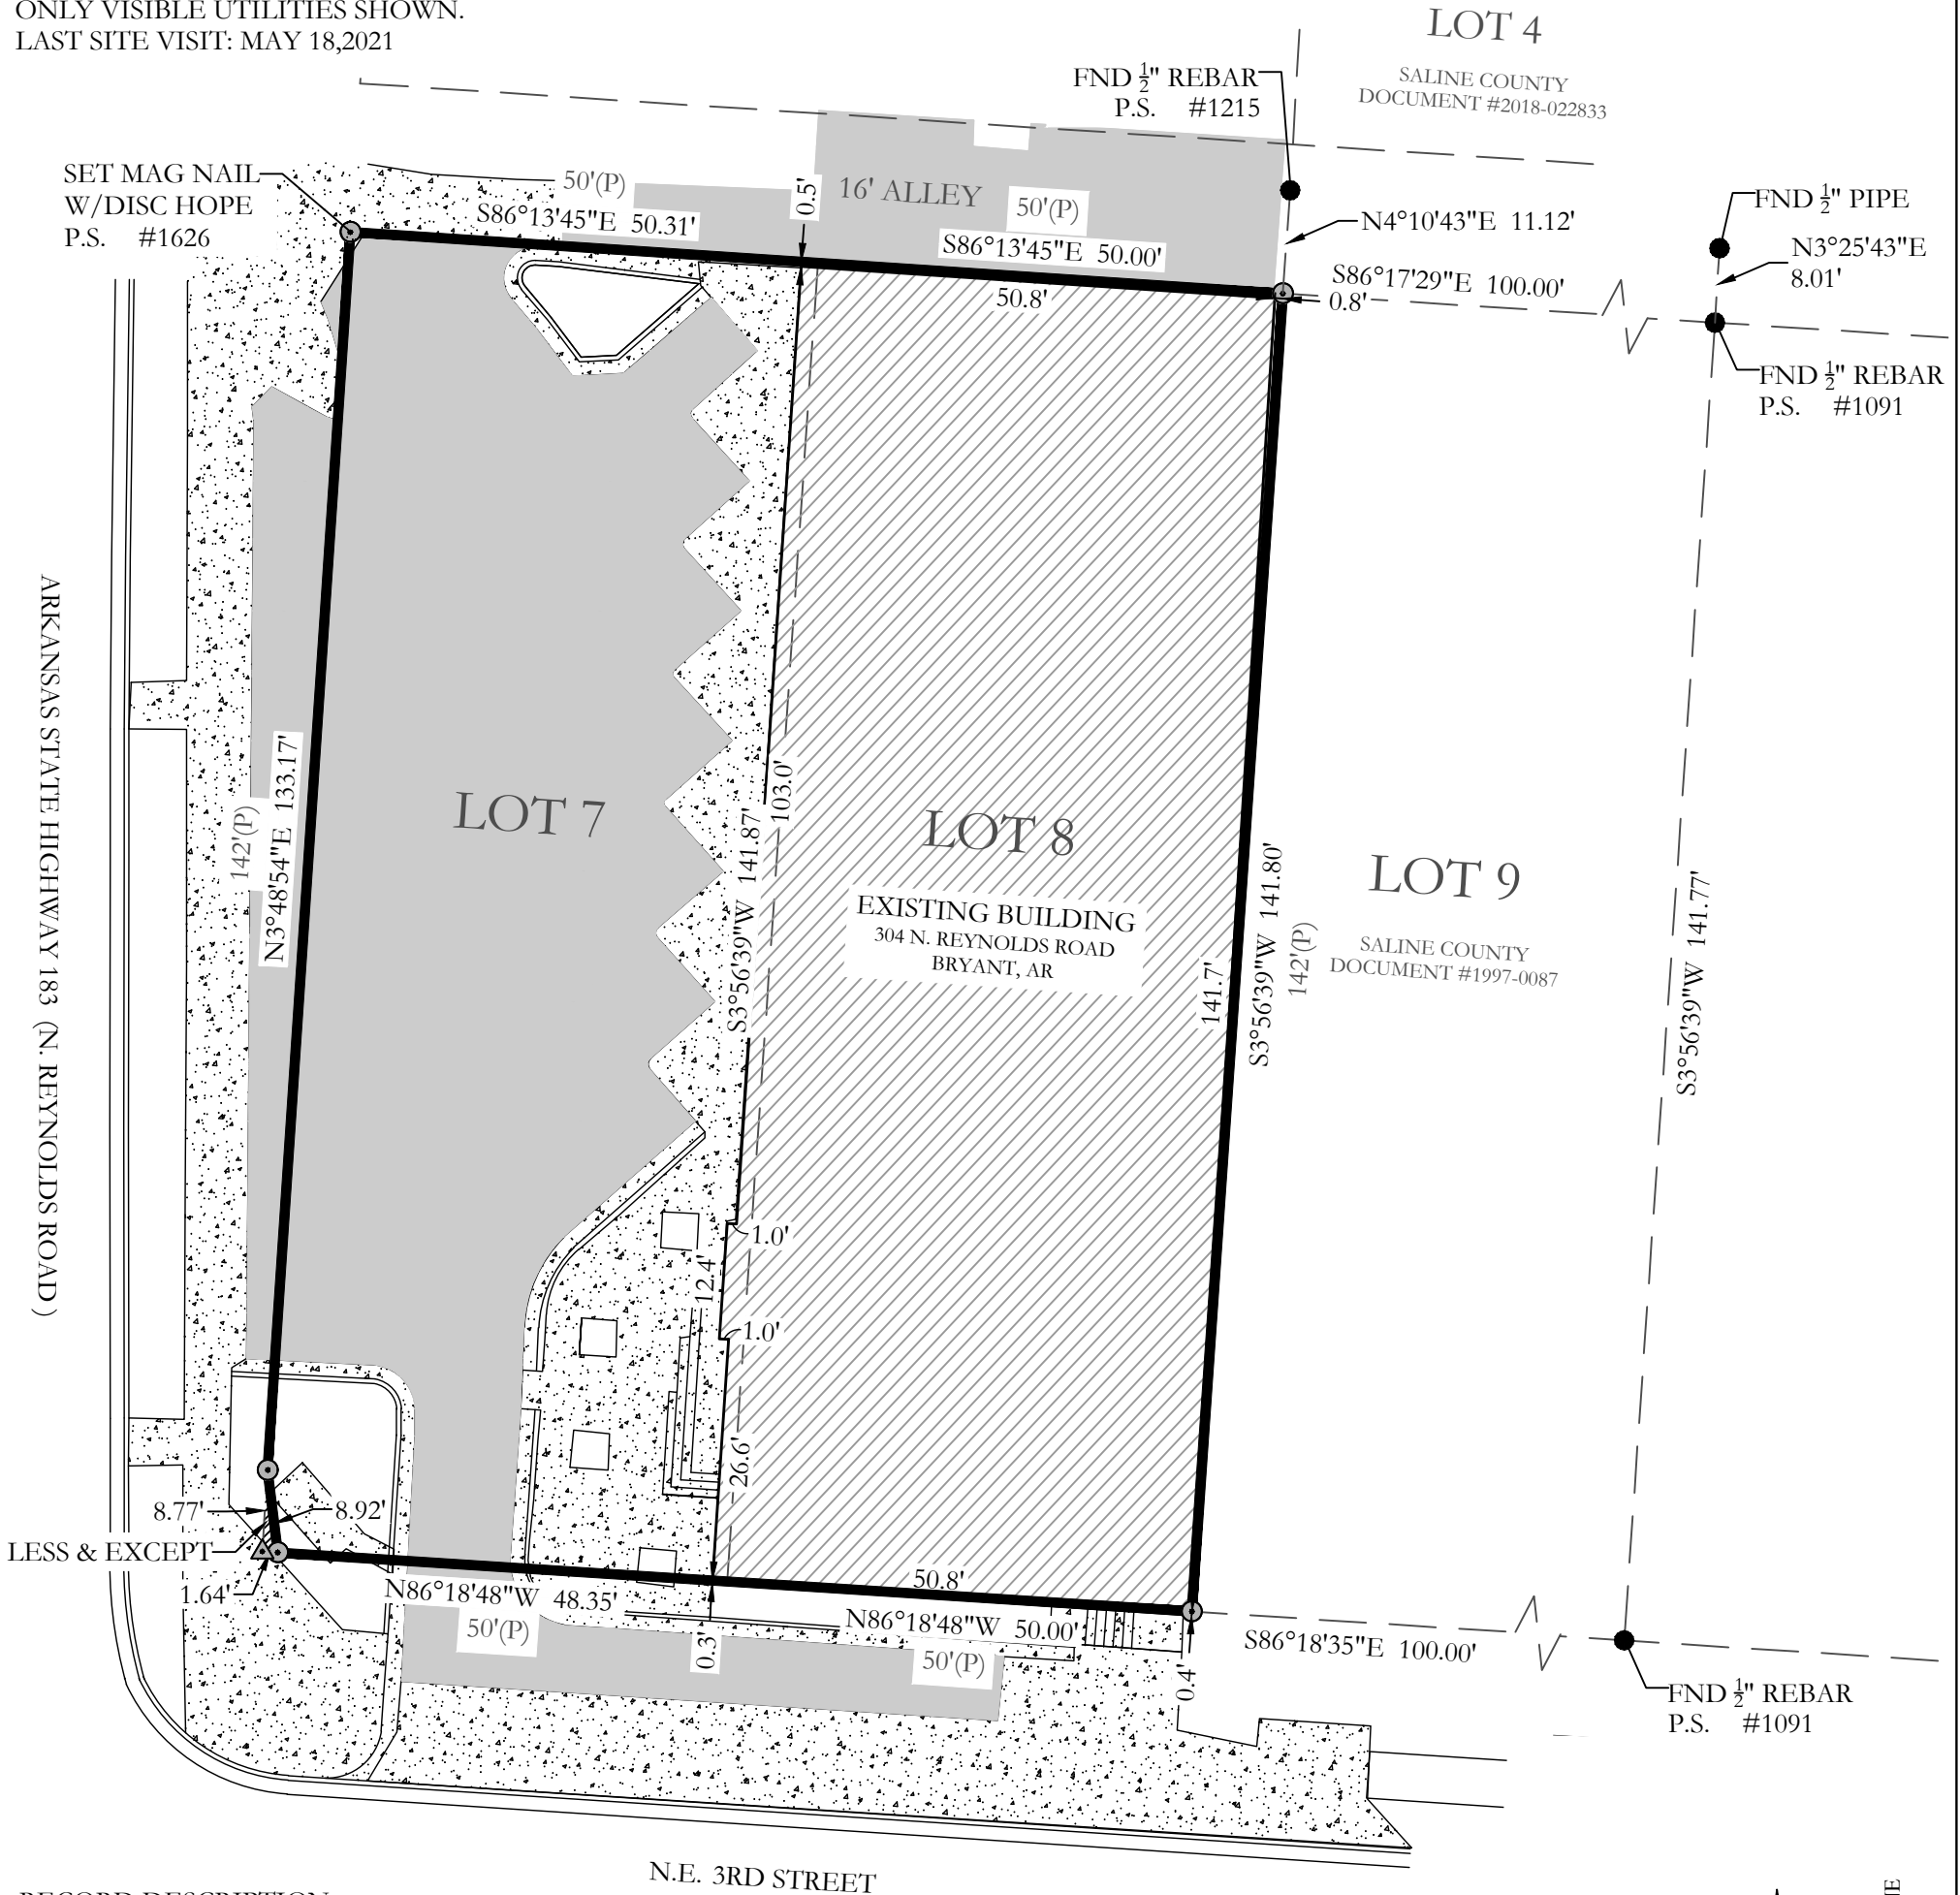 ONLY VISIBLE UTILITIES SHOWN.
LAST SITE VISIT: MAY 18,2021
LOT 4
SALINE COUNTY
DOCUMENT #2018-022833
FND ½" REBAR
P.S. #1215
SET MAG NAIL
W/DISC HOPE
P.S. #1626
50'(P)
S86°13'45"E 50.31'
0.5'
16' ALLEY
50'(P)
S86°13'45"E 50.00'
50.8'
N4°10'43"E 11.12'
S86°17'29"E 100.00'
0.8'
FND ½" PIPE
N3°25'43"E
8.01'
FND ½" REBAR
P.S. #1091
ARKANSAS STATE HIGHWAY 183 (N. REYNOLDS ROAD )
142'(P)
N3°48'54"E 133.17'
LOT 7
S3°56'39"W 141.87'
103.0'
LOT 8
EXISTING BUILDING
304 N. REYNOLDS ROAD
BRYANT, AR
141.7'
S3°56'39"W 141.80'
142'(P)
LOT 9
SALINE COUNTY
DOCUMENT #1997-0087
S3°56'39"W 141.77'
1.0'
12.4'
1.0'
26.6'
8.77'
8.92'
LESS & EXCEPT
1.64'
N86°18'48"W 48.35'
50'(P)
0.3'
50.8'
N86°18'48"W 50.00'
50'(P)
0.4'
S86°18'35"E 100.00'
FND ½" REBAR
P.S. #1091
N.E. 3RD STREET